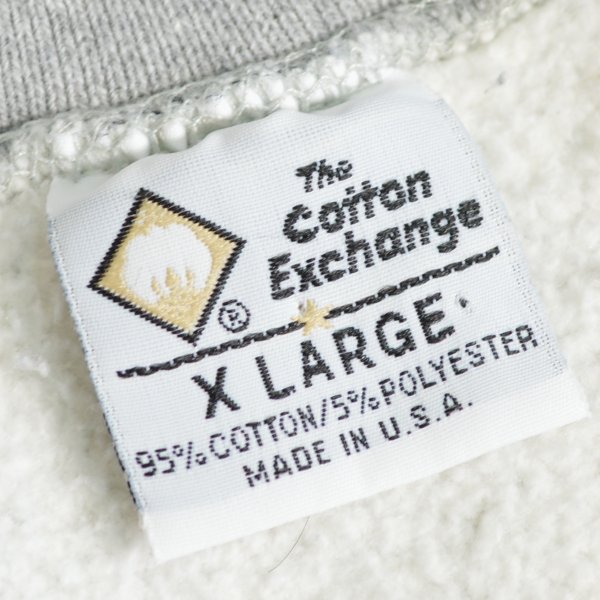 The
Cotton
Exchange
®
X LARGE
95% COTTON/5% POLYESTER
MADE IN U.S.A.